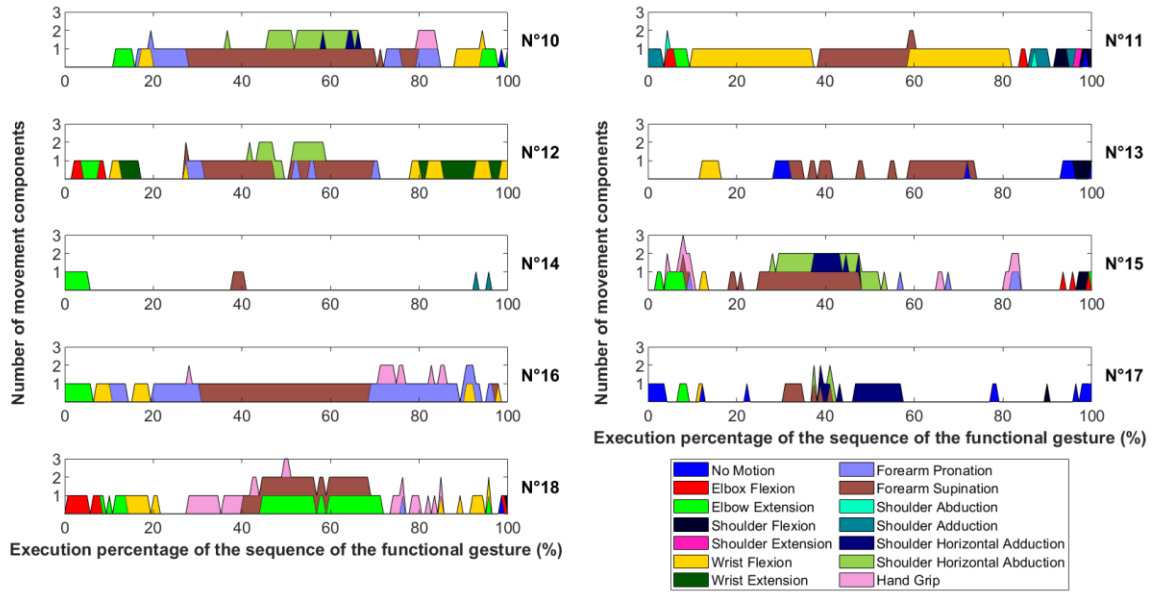 3
2
1
0 20 40 60 80 100
N°10
3
2
1
0 20 40 60 80 100
N°12
3
2
1
0 20 40 60 80 100
N°14
3
2
1
0 20 40 60 80 100
N°16
3
2
1
0 20 40 60 80 100
N°18
Number of movement components
Execution percentage of the sequence of the functional gesture (%)
3
2
1
0 20 40 60 80 100
N°11
3
2
1
0 20 40 60 80 100
N°13
3
2
1
0 20 40 60 80 100
N°15
3
2
1
0 20 40 60 80 100
N°17
Number of movement components
Execution percentage of the sequence of the functional gesture (%)
No Motion
Elbox Flexion
Elbow Extension
Shoulder Flexion
Shoulder Extension
Wrist Flexion
Wrist Extension
Forearm Pronation
Forearm Supination
Shoulder Abduction
Shoulder Adduction
Shoulder Horizontal Adduction
Shoulder Horizontal Abduction
Hand Grip